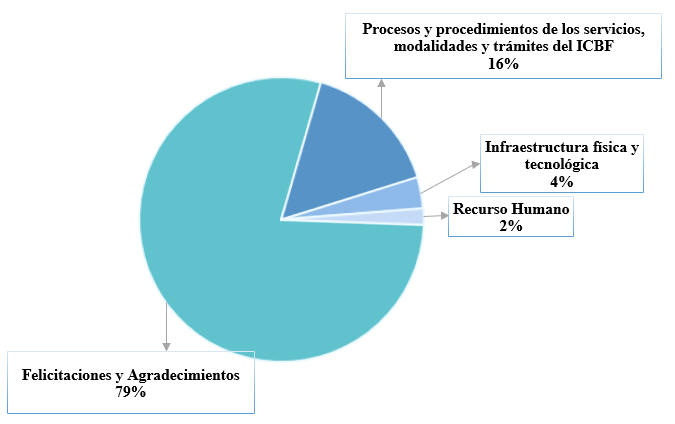 Procesos y procedimientos de los servicios,
modalidades y trámites del ICBF
16%
Infraestructura física y
tecnológica
4%
Recurso Humano
2%
Felicitaciones y Agradecimientos
79%